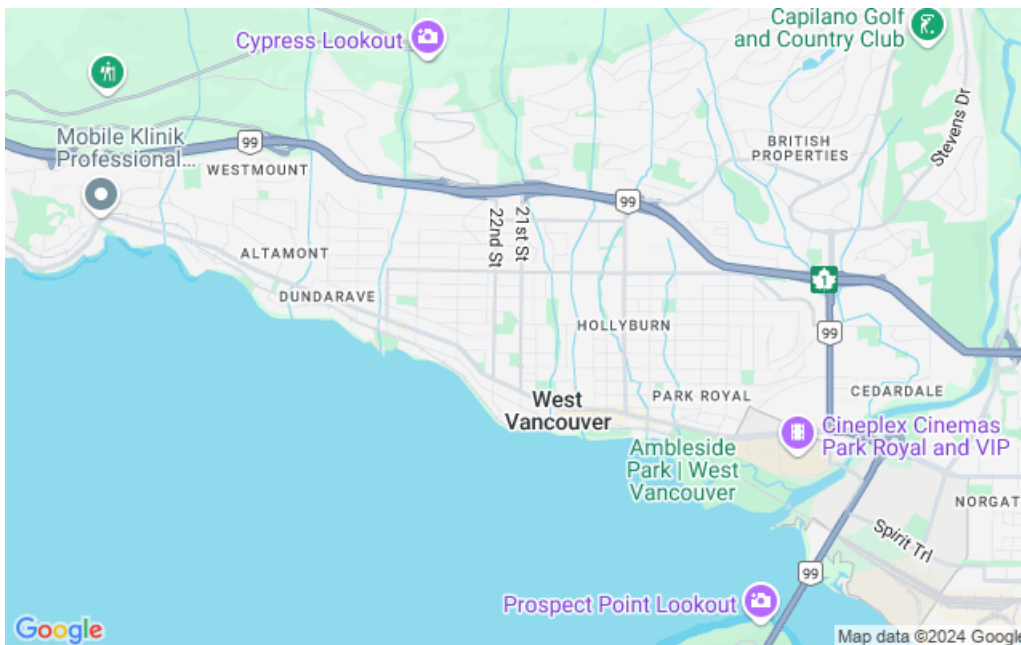 Capilano Golf
and Country Club
Cypress Lookout
Stevens Dr
99
Mobile Klinik
Professional...
WESTMOUNT
BRITISH
PROPERTIES
99
22nd St
21st St
ALTAMONT
1
DUNDARAVE
HOLLYBURN
99
West
Vancouver
PARK ROYAL
CEDARDALE
Cineplex Cinemas
Park Royal and VIP
Ambleside
Park | West
Vancouver
NORGAT
Spirit Trl
99
Prospect Point Lookout
Google
Map data ©2024 Google